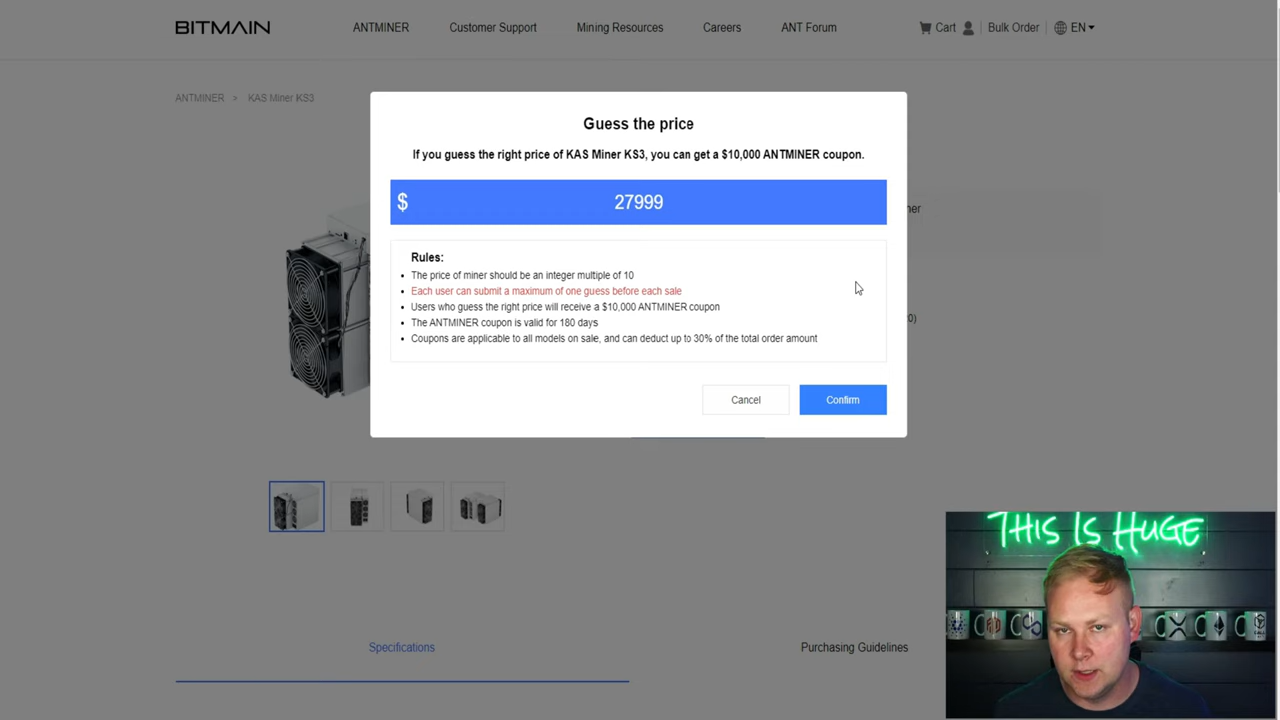 BITMAIN
ANTMINER
Customer Support
Mining Resources
Careers
ANT Forum
Cart
Bulk Order
EN
ANTMINER > KAS Miner KS3
Guess the price
If you guess the right price of KAS Miner KS3, you can get a $10,000 ANTMINER coupon.
$ 27999
Rules:
• The price of miner should be an integer multiple of 10
• Each user can submit a maximum of one guess before each sale
• Users who guess the right price will receive a $10,000 ANTMINER coupon
• The ANTMINER coupon is valid for 180 days
• Coupons are applicable to all models on sale, and can deduct up to 30% of the total order amount
Cancel
Confirm
THIS IS HUGE
Specifications
Purchasing Guidelines